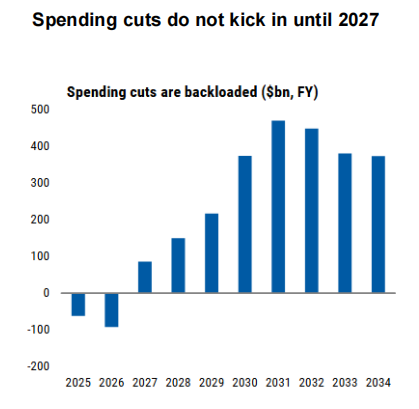 Spending cuts do not kick in until 2027
Spending cuts are backloaded ($bn, FY)
500
400
300
200
100
0
-100
-200
2025 2026 2027 2028 2029 2030 2031 2032 2033 2034